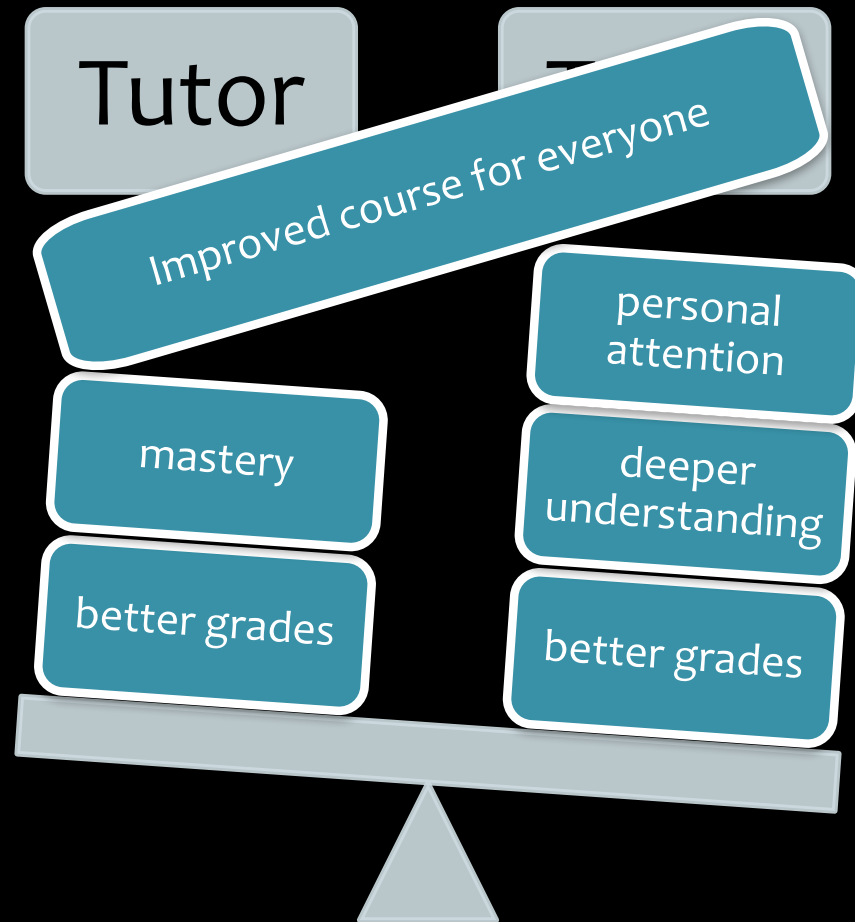 Tutor
Improved course for everyone
personal
attention
mastery
deeper
understanding
better grades
better grades